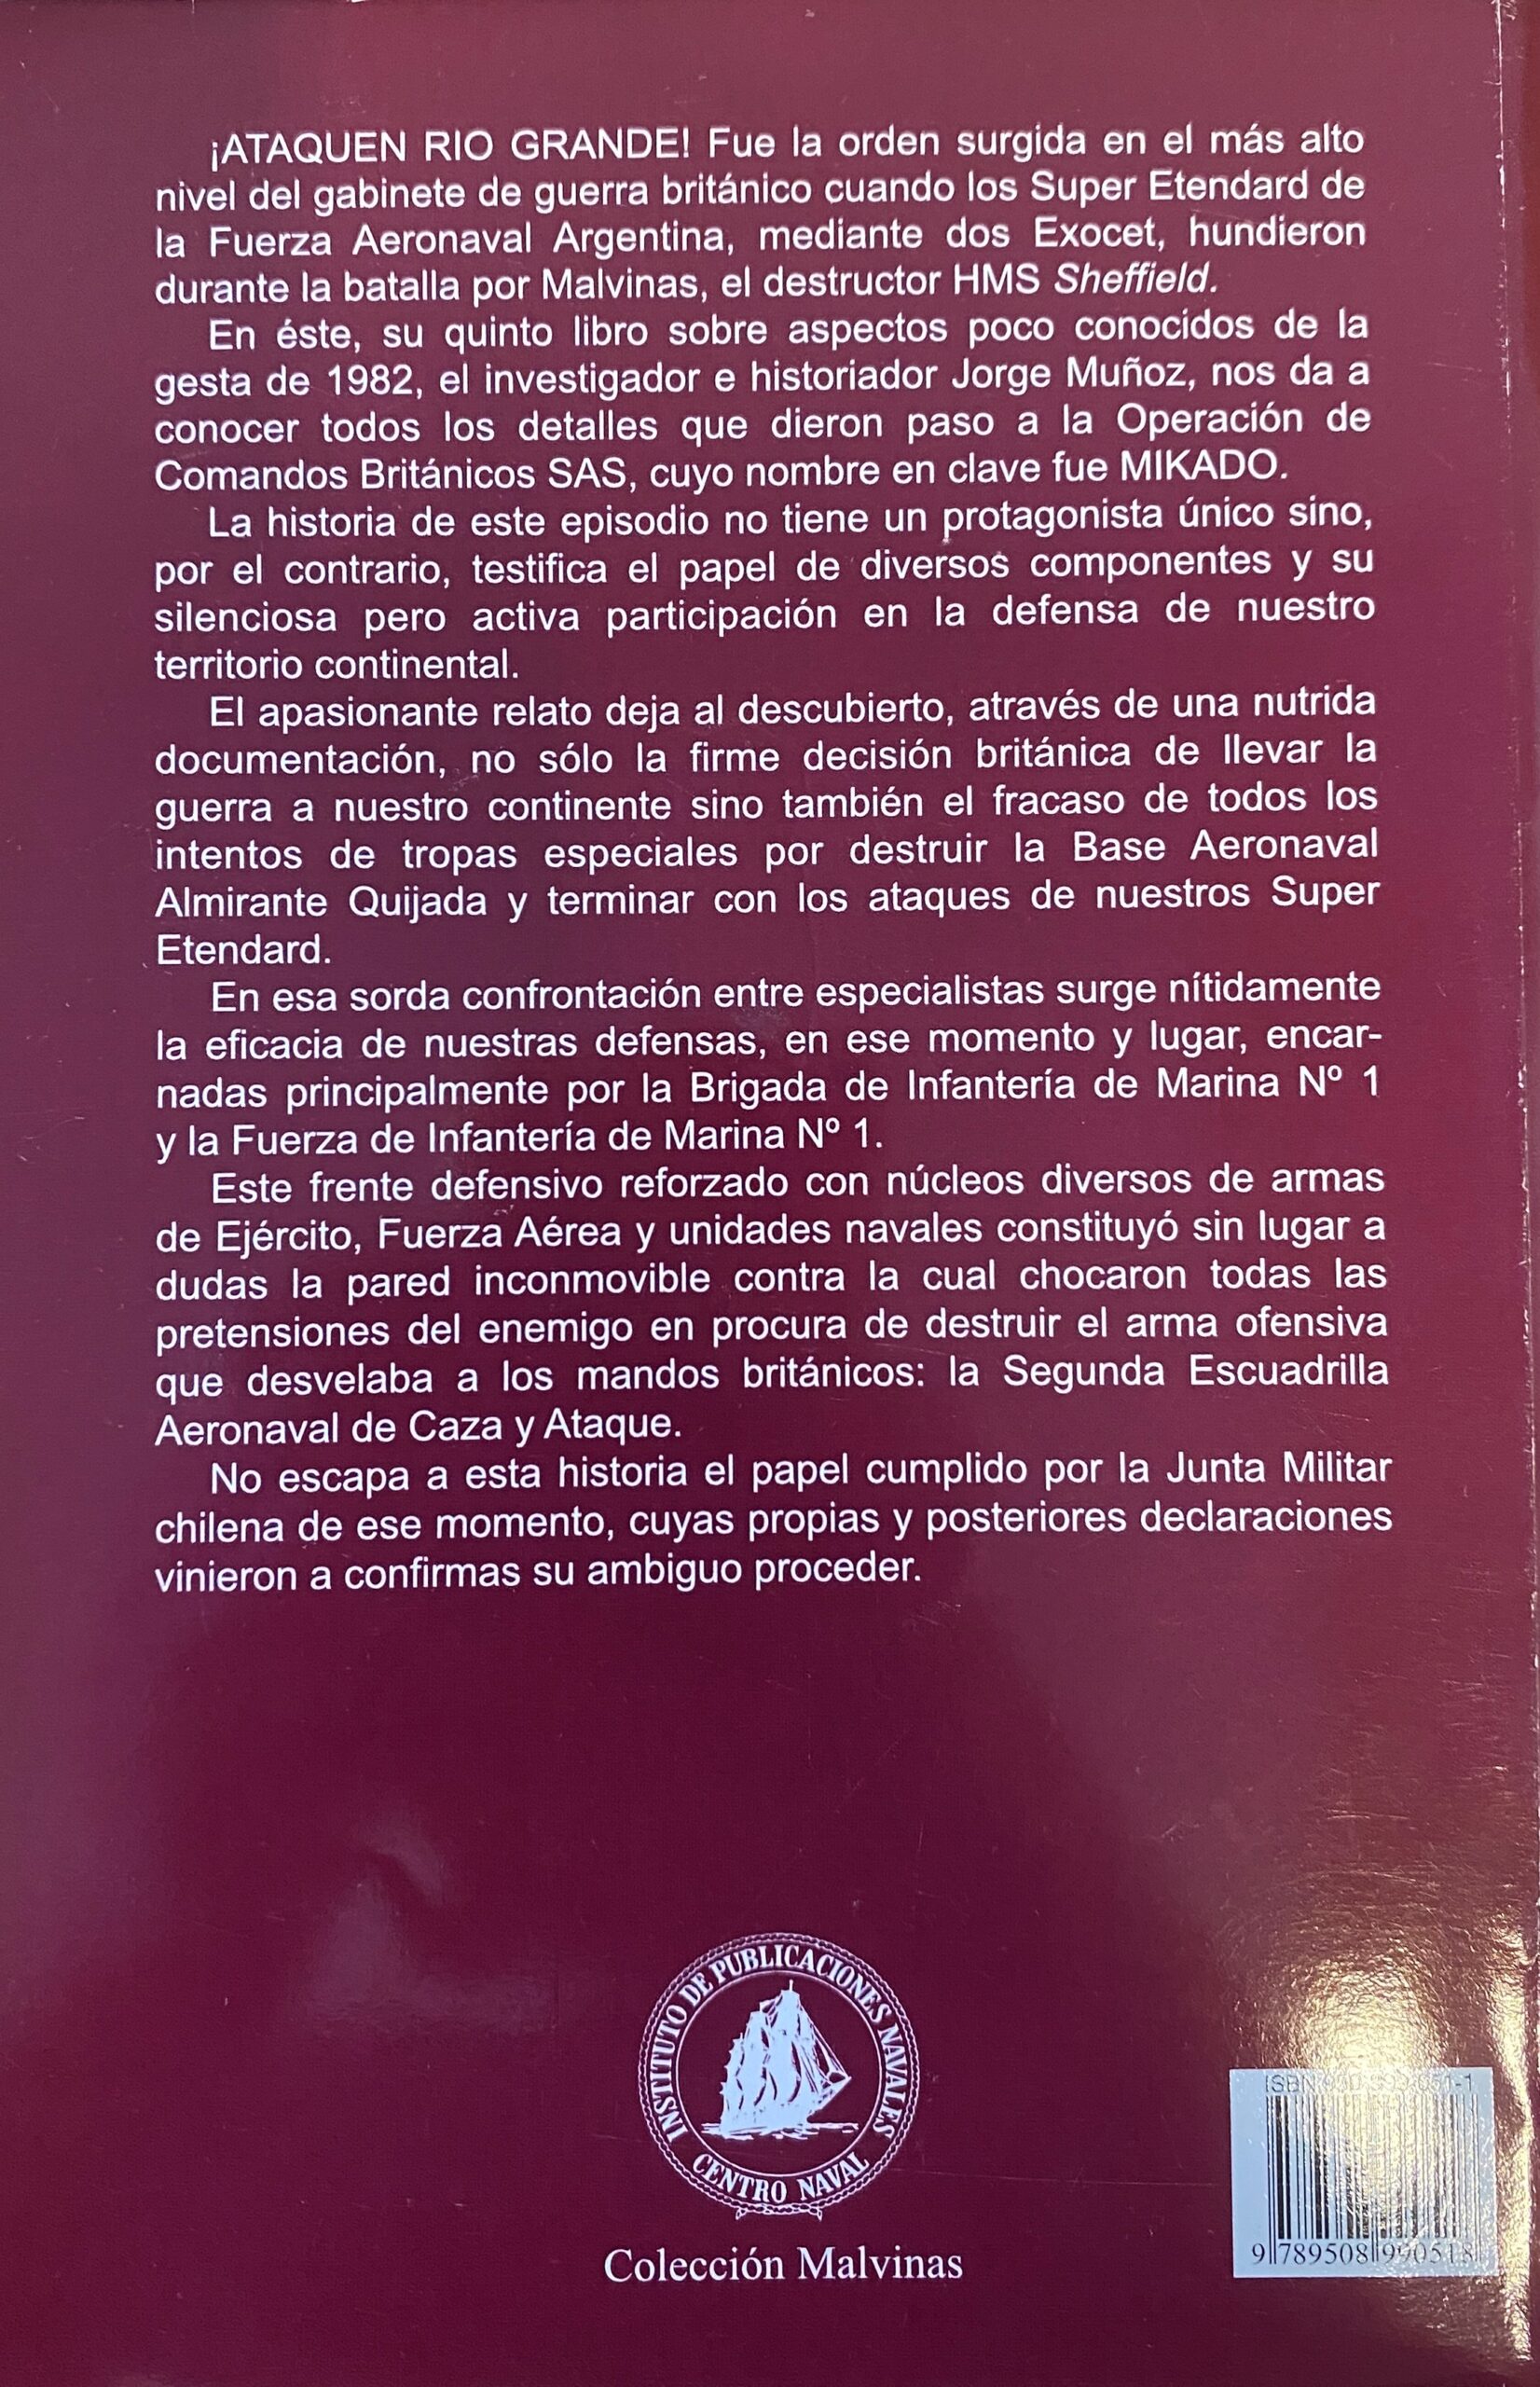 ¡ATAQUEN RIO GRANDE! Fue la orden surgida en el más alto
nivel del gabinete de guerra británico cuando los Super Etendard de
la Fuerza Aeronaval Argentina, mediante dos Exocet, hundieron
durante la batalla por Malvinas, el destructor HMS Sheffield.
En éste, su quinto libro sobre aspectos poco conocidos de la
gesta de 1982, el investigador e historiador Jorge Muñoz, nos da a
conocer todos los detalles que dieron paso a la Operación de
Comandos Británicos SAS, cuyo nombre en clave fue MIKADO.
La historia de este episodio no tiene un protagonista único sino,
por el contrario, testifica el papel de diversos componentes y su
silenciosa pero activa participación en la defensa de nuestro
territorio continental.
El apasionante relato deja al descubierto, através de una nutrida
documentación, no sólo la firme decisión británica de llevar la
guerra a nuestro continente sino también el fracaso de todos los
intentos de tropas especiales por destruir la Base Aeronaval
Almirante Quijada y terminar con los ataques de nuestros Super
Etendard.
En esa sorda confrontación entre especialistas surge nítidamente
la eficacia de nuestras defensas, en ese momento y lugar, encar-
nadas principalmente por la Brigada de Infantería de Marina Nº 1
y la Fuerza de Infantería de Marina Nº 1.
Este frente defensivo reforzado con núcleos diversos de armas
de Ejército, Fuerza Aérea y unidades navales constituyó sin lugar a
dudas la pared inconmovible contra la cual chocaron todas las
pretensiones del enemigo en procura de destruir el arma ofensiva
que desvelaba a los mandos británicos: la Segunda Escuadrilla
Aeronaval de Caza y Ataque.
No escapa a esta historia el papel cumplido por la Junta Militar
chilena de ese momento, cuyas propias y posteriores declaraciones
vinieron a confirmas su ambiguo proceder.
INSTITUTO DE PUBLICACIONES NAVALES
CENTRO NAVAL
Colección Malvinas
ISBN
9 789508 990518